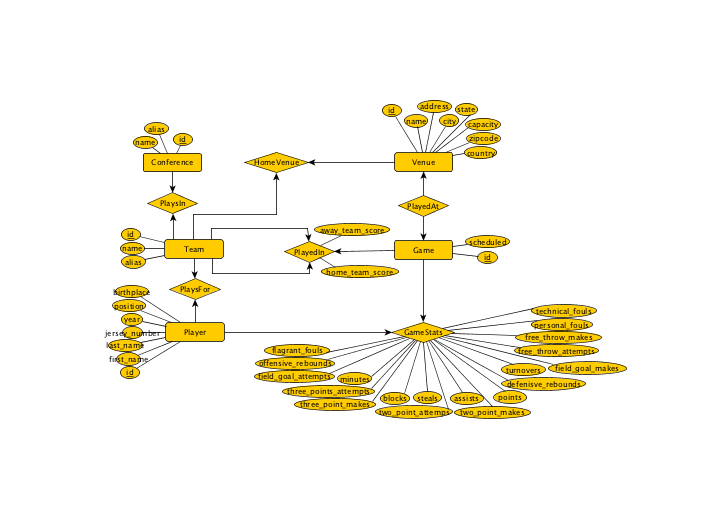 id
address
state
name
city
capacity
zipcode
country
alias
id
name
Conference
HomeVenue
Venue
PlaysIn
PlayedAt
id
name
alias
Team
away_team_score
PlayedIn
home_team_score
Game
scheduled
id
PlaysFor
birthplace
position
year
jersey_number
last_name
first_name
id
Player
GameStats
technical_fouls
personal_fouls
free_throw_makes
free_throw_attempts
flagrant_fouls
offensive_rebounds
field_goal_attempts
minutes
turnovers
field_goal_makes
three_points_attempts
defenisve_rebounds
three_point_makes
blocks
steals
assists
points
two_point_attemps
two_point_makes